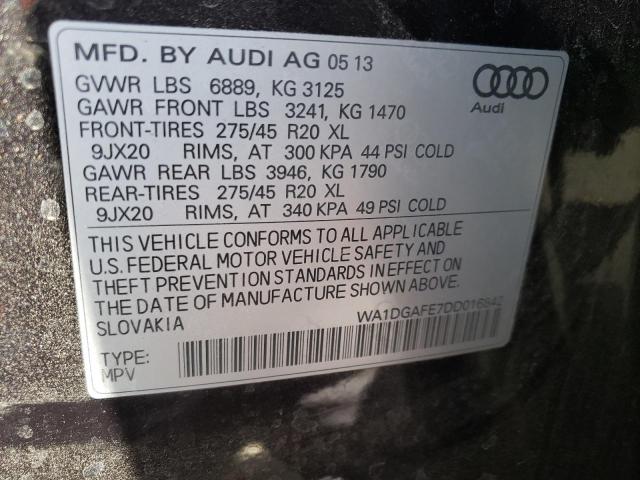 MFD. BY AUDI AG 05 13
GVWR LBS 6889, KG 3125
GAWR FRONT LBS 3241, KG 1470
FRONT-TIRES 275/45 R20 XL
9JX20 RIMS, AT 300 KPA 44 PSI COLD
GAWR REAR LBS 3946, KG 1790
REAR-TIRES 275/45 R20 XL
9JX20 RIMS, AT 340 KPA 49 PSI COLD
THIS VEHICLE CONFORMS TO ALL APPLICABLE
U.S. FEDERAL MOTOR VEHICLE SAFETY AND
THEFT PREVENTION STANDARDS IN EFFECT ON
THE DATE OF MANUFACTURE SHOWN ABOVE.
SLOVAKIA
WA1DGAFE7DD016842
TYPE:
MPV
Audi